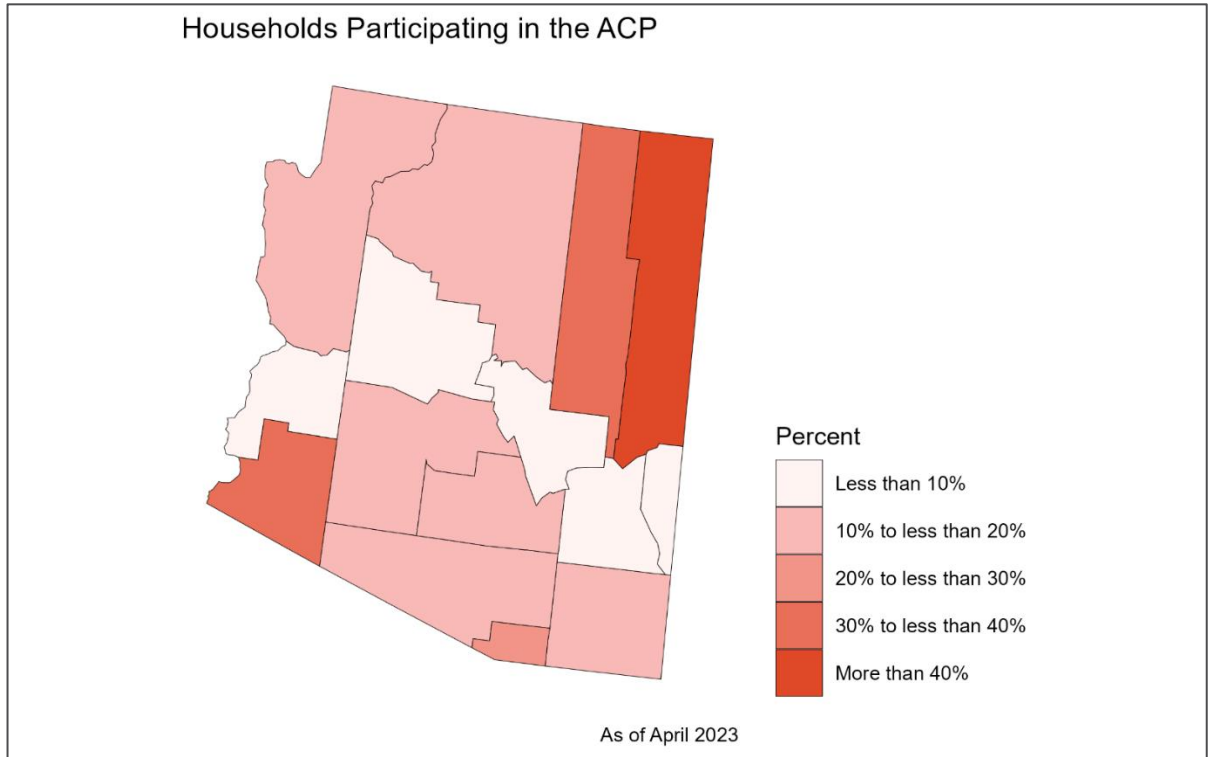 Households Participating in the ACP
Percent
Less than 10%
10% to less than 20%
20% to less than 30%
30% to less than 40%
More than 40%
As of April 2023